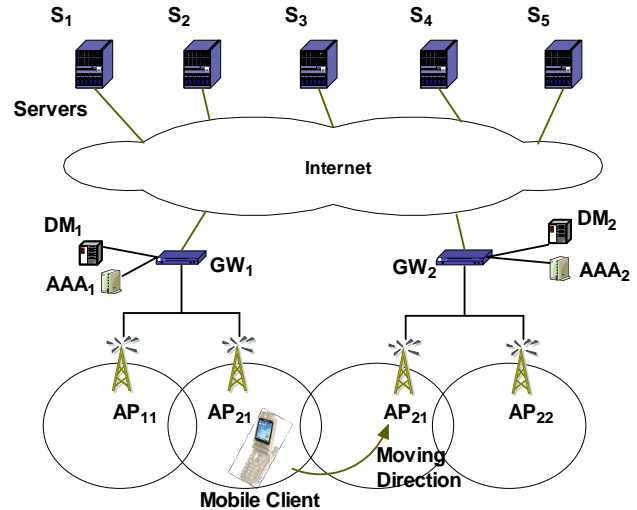 S1
S2
S3
S4
S5
Servers
Internet
DM1
GW1
AAA1
DM2
GW2
AAA2
AP11
AP21
AP21
AP22
Moving
Direction
Mobile Client